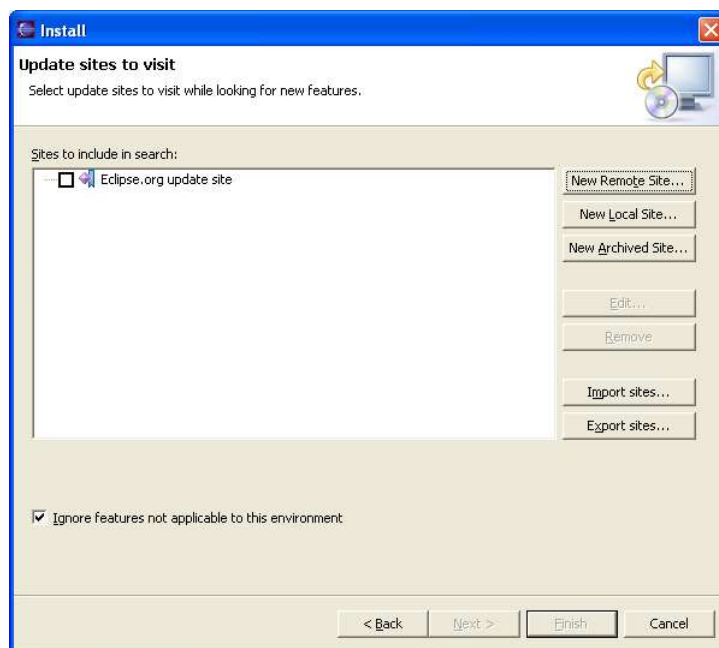 Install
Update sites to visit
Select update sites to visit while looking for new features.
Sites to include in search:
Eclipse.org update site
New Remote Site...
New Local Site...
New Archived Site...
Edit...
Remove
Import sites...
Export sites...
Ignore features not applicable to this environment
< Back Next > Finish Cancel